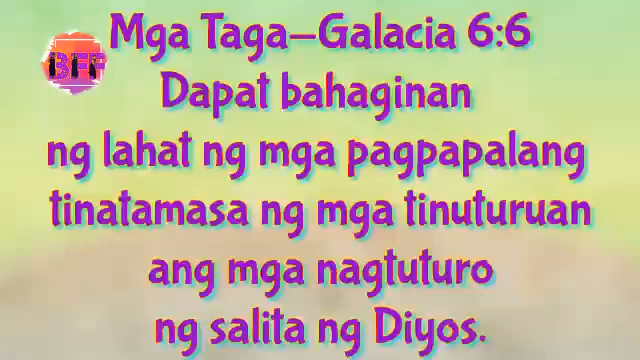 BFF
Mga Taga-Galacia 6:6
Dapat bahaginan
ng lahat ng mga pagpapalang
tinatamasa ng mga tinuturuan
ang mga nagtuturo
ng salita ng Diyos.